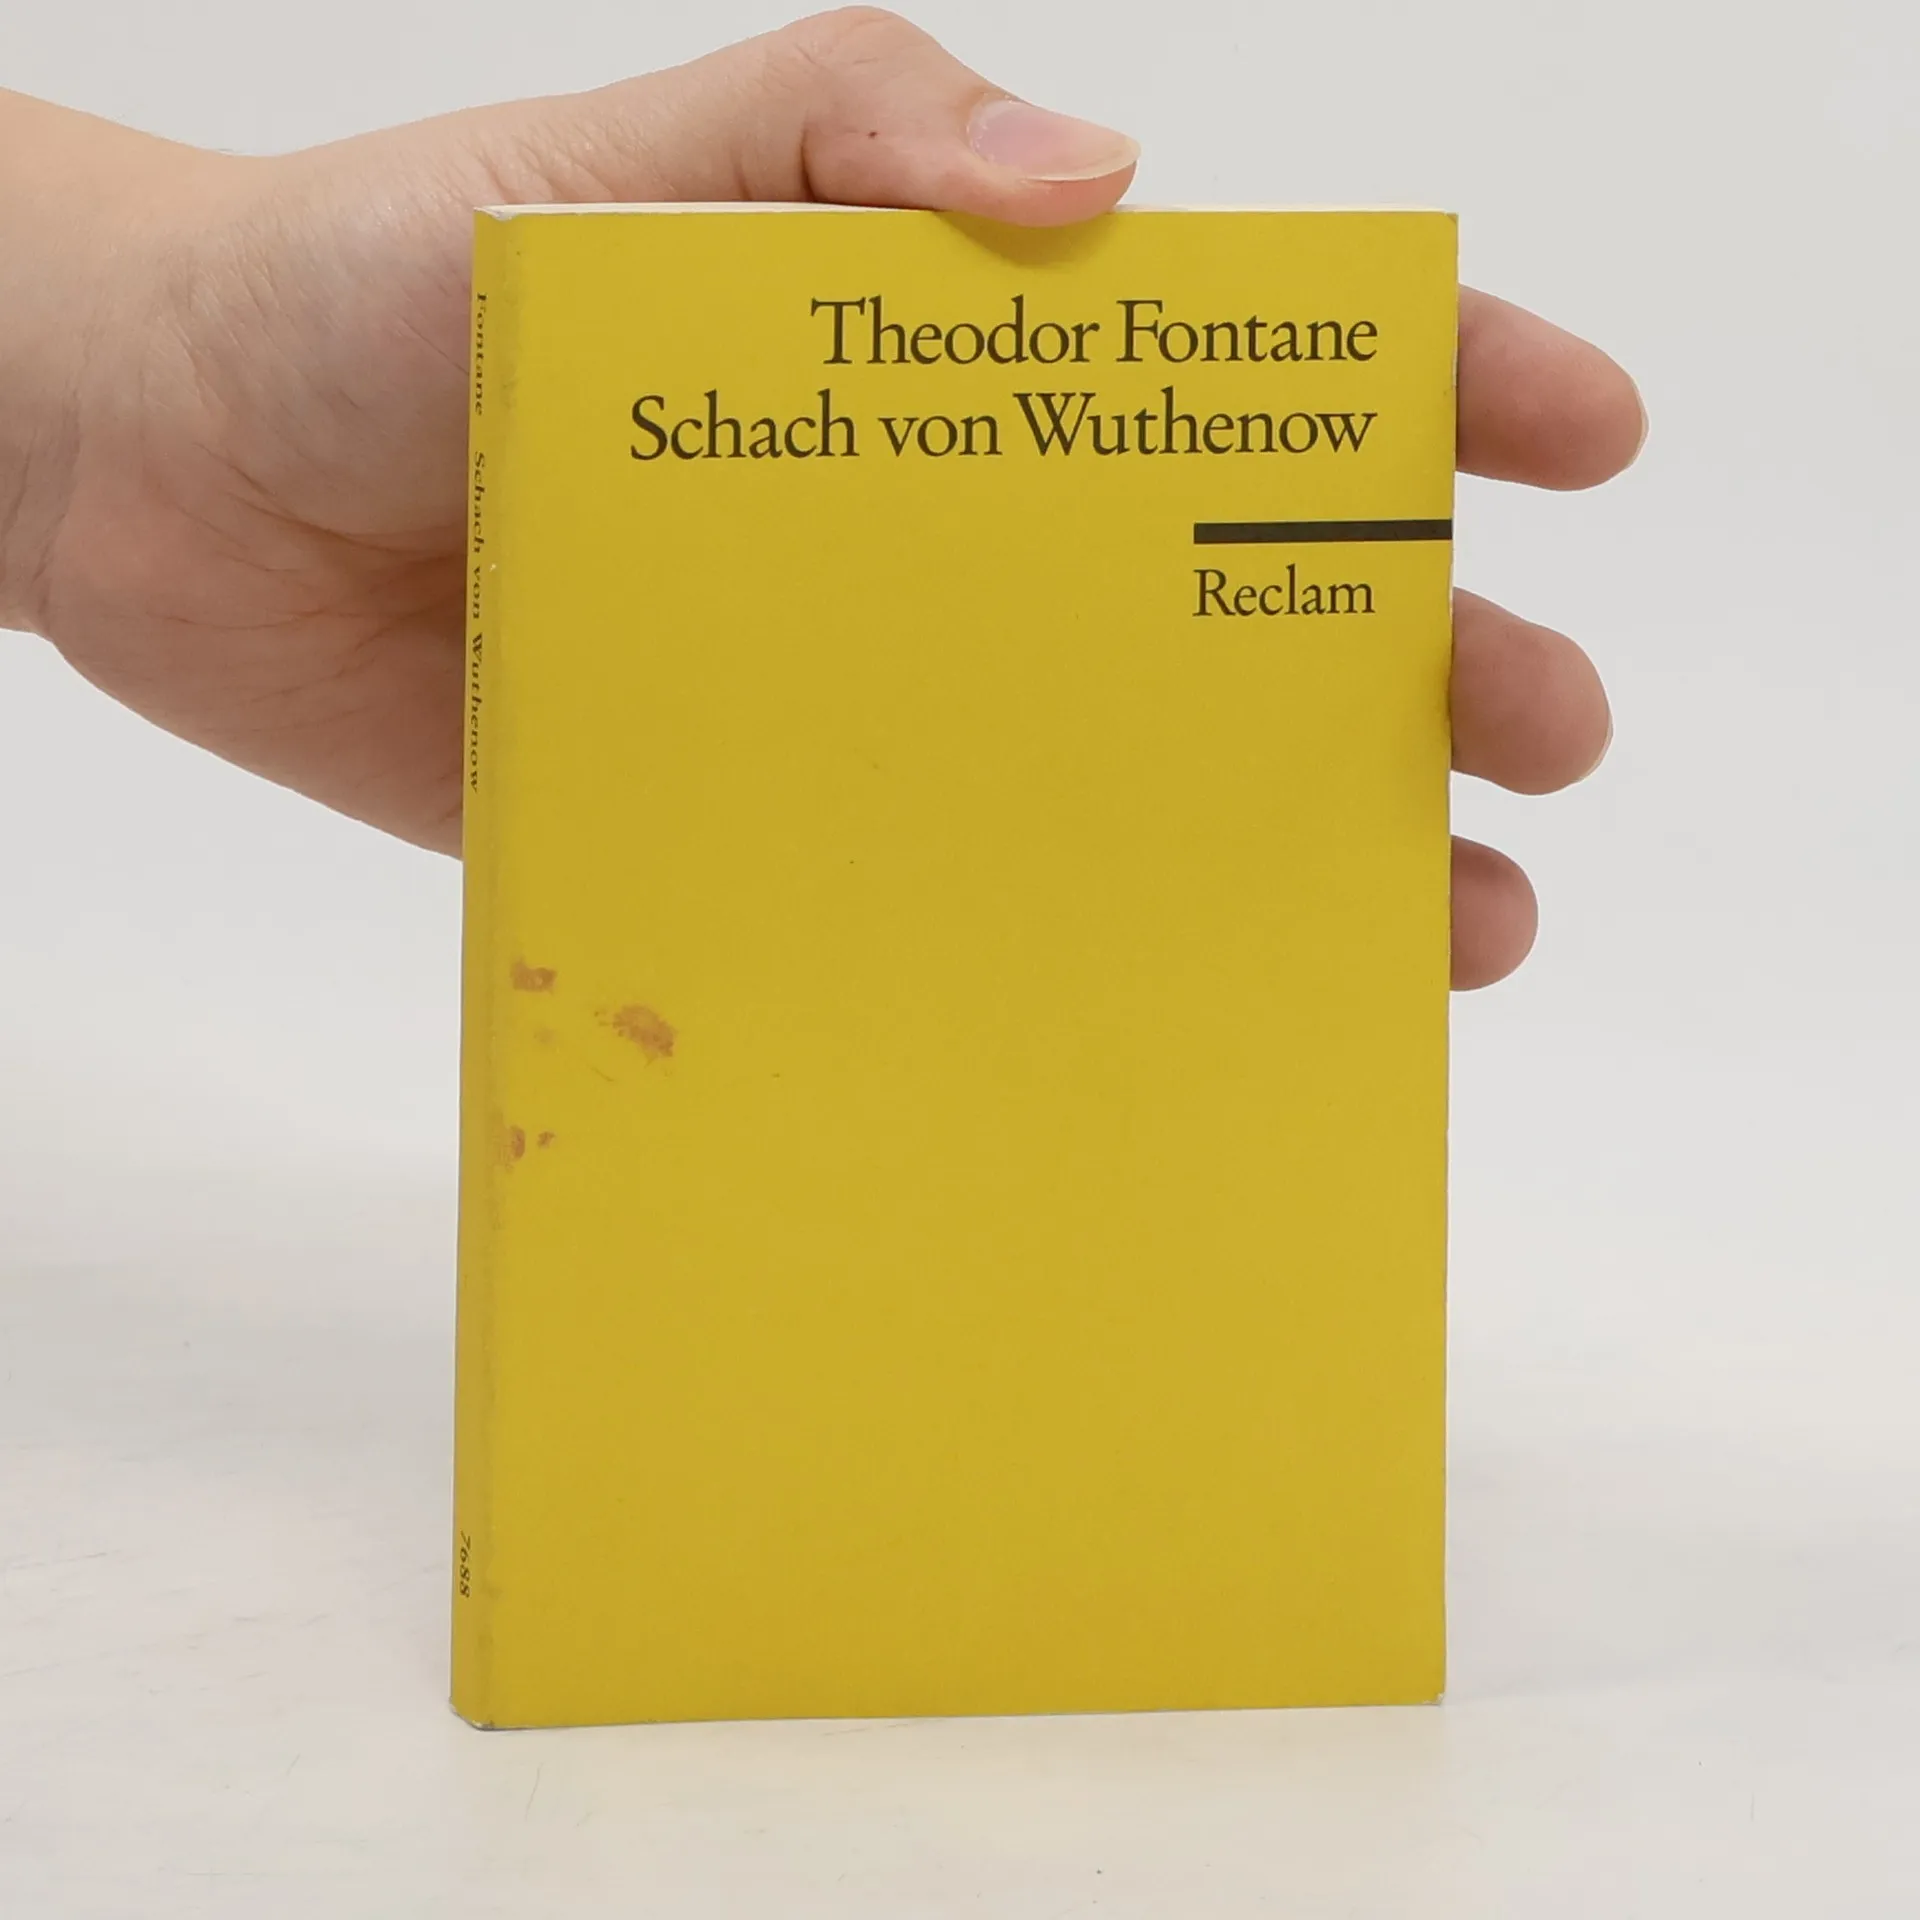 Theodor Fontane
Schach von Wuthenow
Reclam
Fontane Schach von Wuthenow
7688